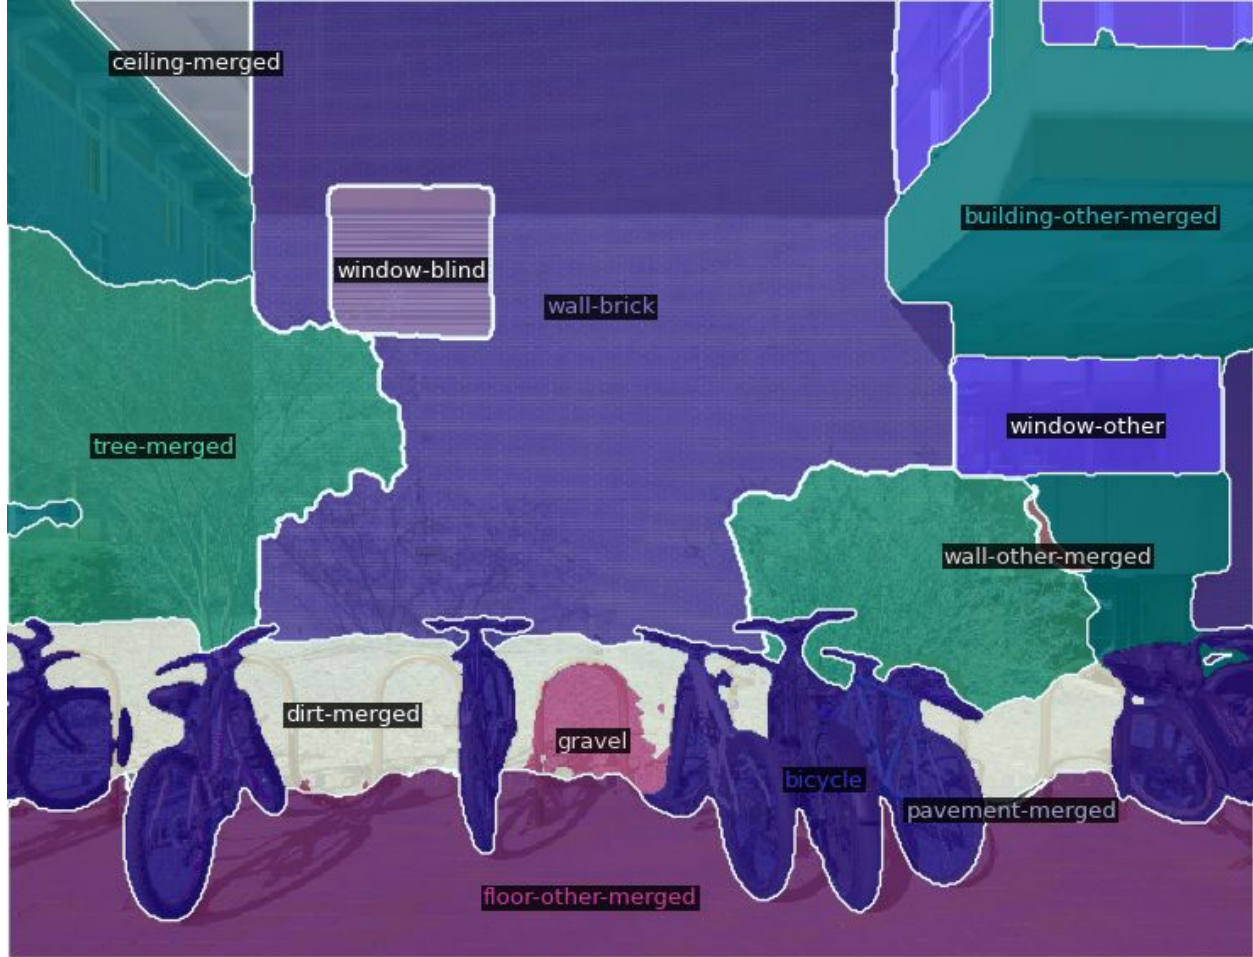 ceiling-merged
building-other-merged
window-blind
wall-brick
window-other
tree-merged
wall-other-merged
dirt-merged
gravel
bicycle
pavement-merged
floor-other-merged